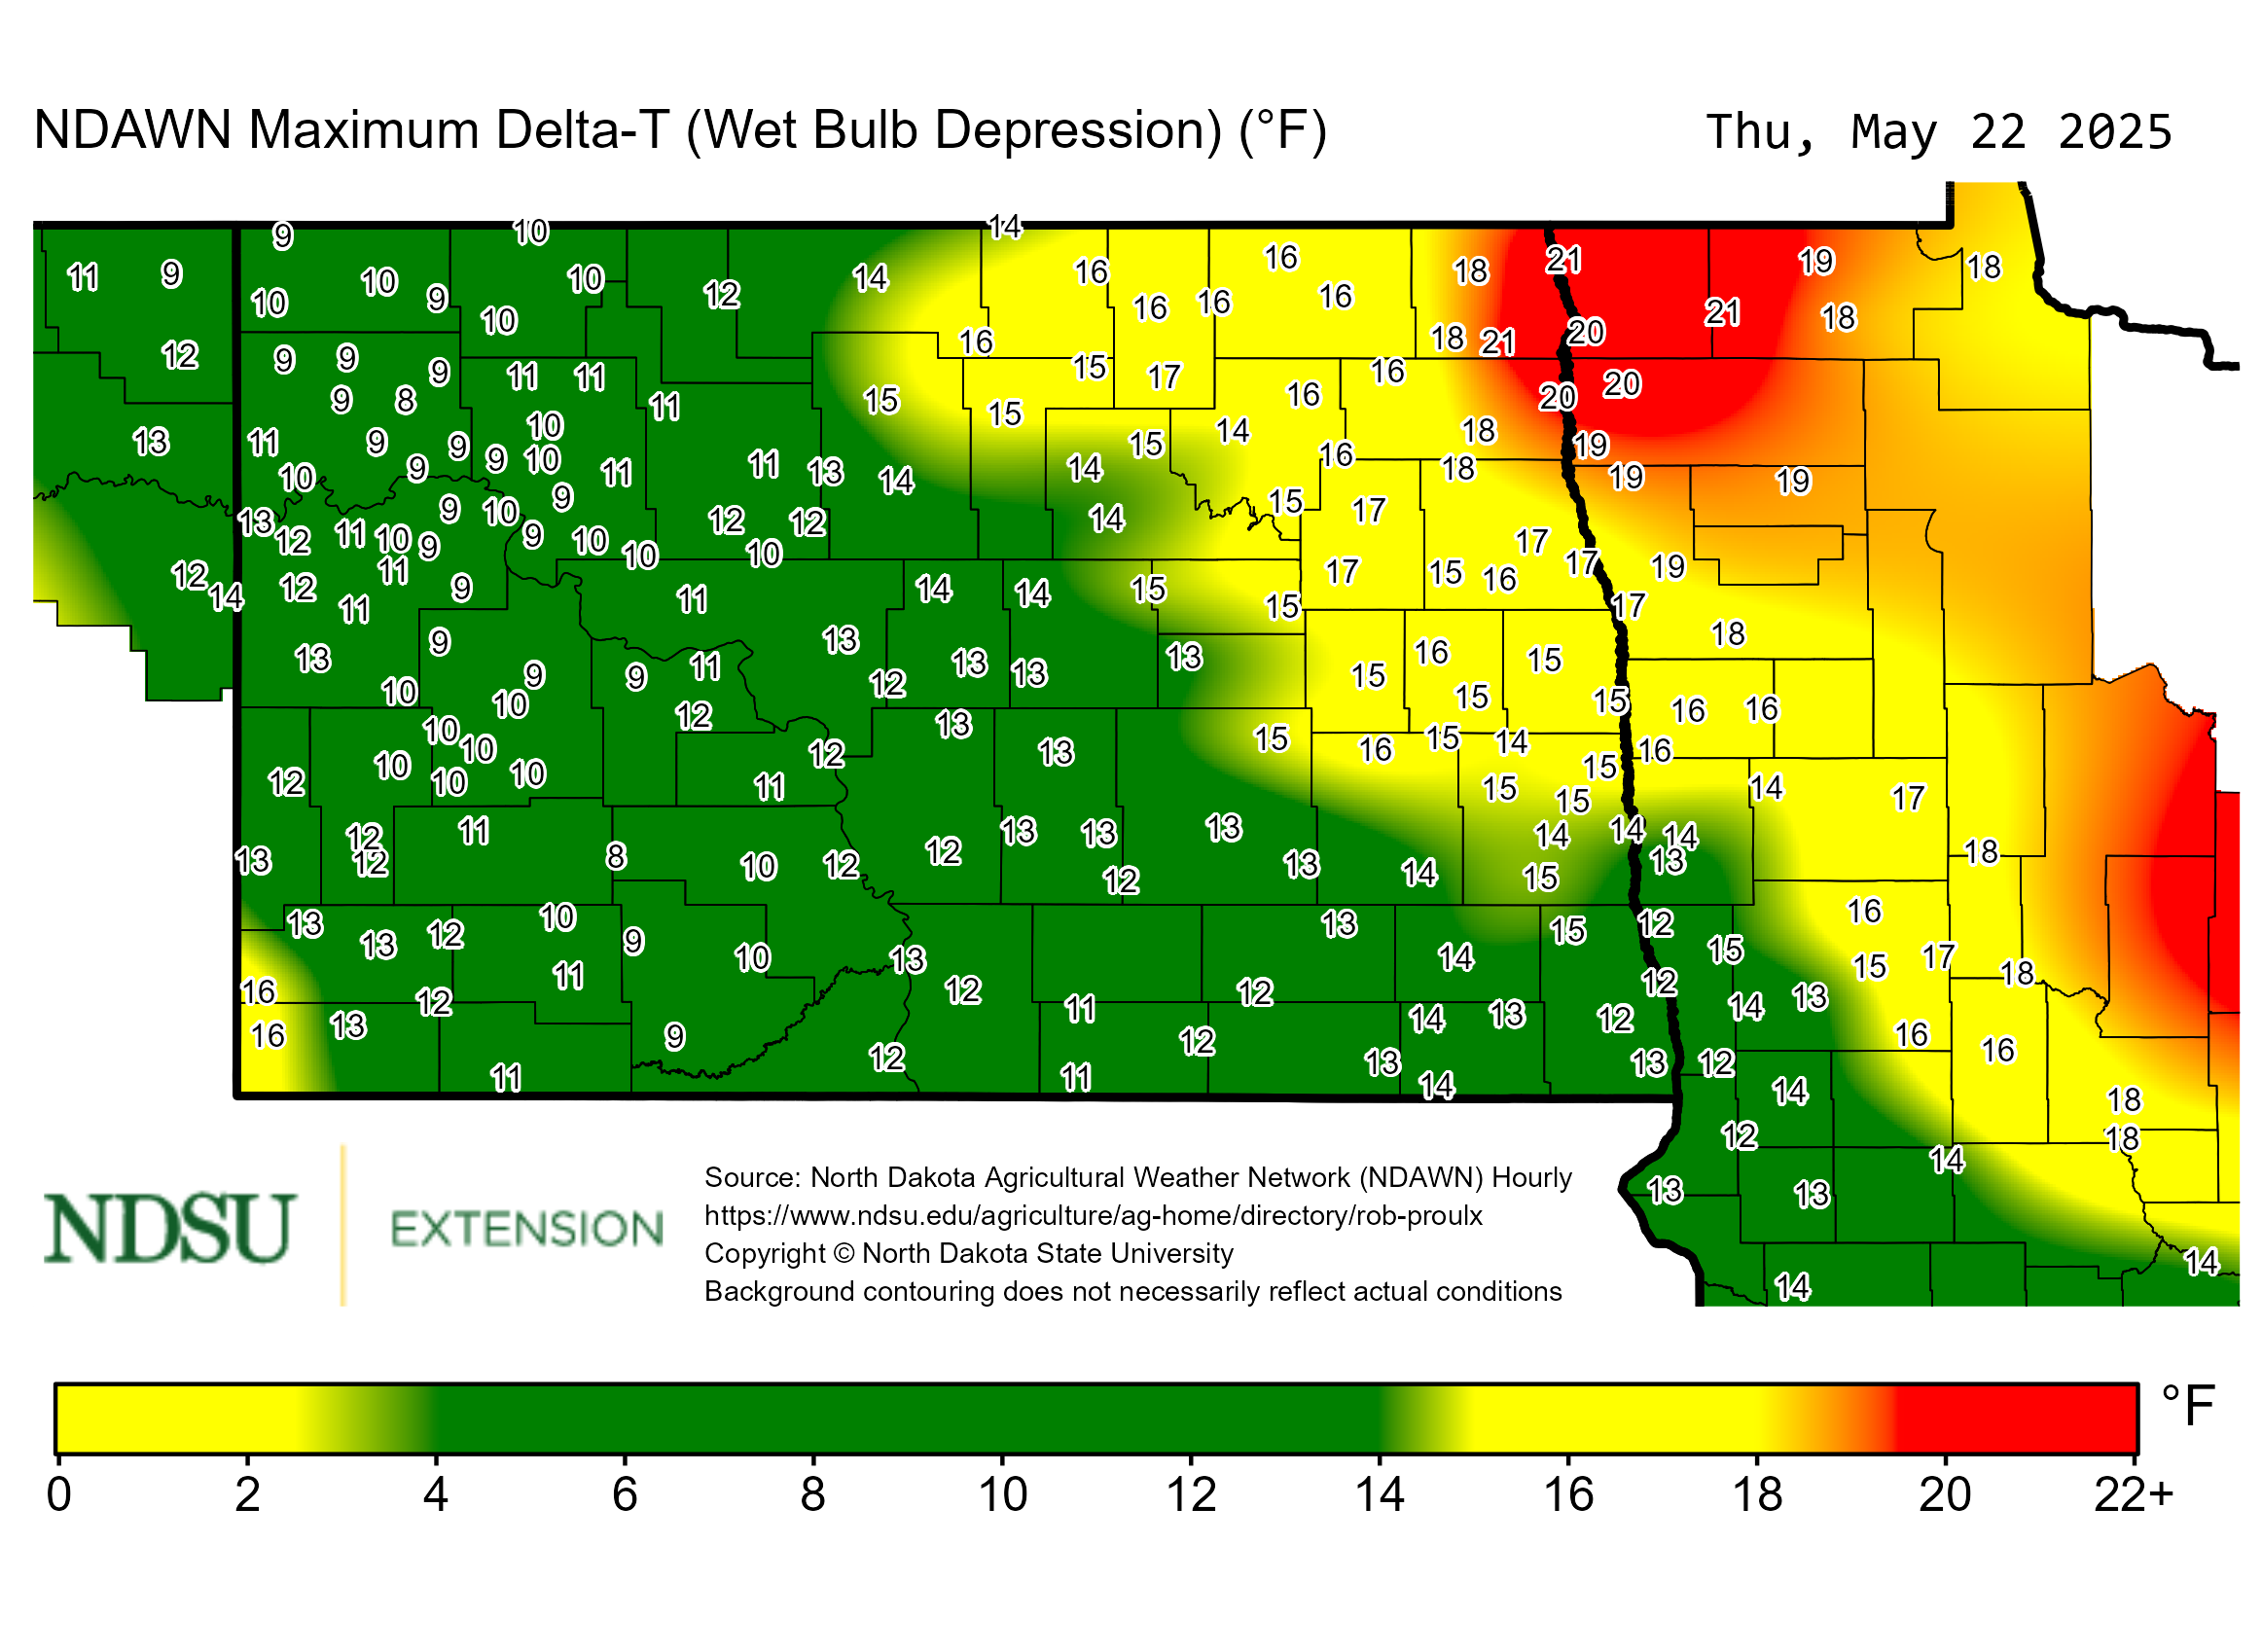 NDAWN Maximum Delta-T (Wet Bulb Depression) (°F)
Thu, May 22 2025
9 10 14
11 9 10 9 10 12 14 16 16 18 21 19 18
10 10 16 16 16 21 18
12 9 9 9 11 11 16 15 17 16 18 21 20
9 8 11 15 15 16 20 20
13 11 9 9 10 14 15 18 19
10 9 9 10 11 11 13 14 14 16 18 19 19
13 12 11 10 9 9 10 9 10 10 12 12 10 14 15 17 17 17
12 14 12 11 11 9 11 14 14 15 15 17 15 16 19 17
13 9 9 9 11 13 12 13 13 13 15 16 15 18
10 10 10 12 13 15 15 16 16
12 10 10 10 10 11 12 13 15 16 15 14 15 16
13 12 12 11 8 10 12 12 13 13 13 15 15 15 14 17
12 13 14 15 14 14 14 13 18
13 13 12 10 9 10 13 13 14 15 12 15 16
16 12 11 12 11 12 14 13 12 12 14 13 15 17 18
16 13 11 9 12 11 12 13 14 13 12 14 16 16
12 13 13 14 18 18
14 14
NDSU EXTENSION
Source: North Dakota Agricultural Weather Network (NDAWN) Hourly
https://www.ndsu.edu/agriculture/ag-home/directory/rob-proulx
Copyright © North Dakota State University
Background contouring does not necessarily reflect actual conditions
°F
0 2 4 6 8 10 12 14 16 18 20 22+